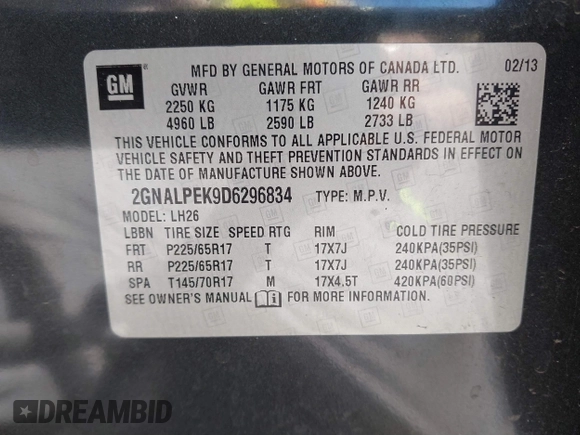 GM
MFD BY GENERAL MOTORS OF CANADA LTD. 02/13
GVWR GAWR FRT GAWR RR
2250 KG 1175 KG 1240 KG
4960 LB 2590 LB 2733 LB
THIS VEHICLE CONFORMS TO ALL APPLICABLE U.S. FEDERAL MOTOR
VEHICLE SAFETY AND THEFT PREVENTION STANDARDS IN EFFECT ON
THE DATE OF MANUFACTURE SHOWN ABOVE.
2GNALPEK9D6296834 TYPE: M.P.V.
MODEL: LH26
LBBN TIRE SIZE SPEED RTG RIM COLD TIRE PRESSURE
FRT P225/65R17 T 17X7J 240KPA(35PSI)
RR P225/65R17 T 17X7J 240KPA(35PSI)
SPA T145/70R17 M 17X4.5T 420KPA(60PSI)
SEE OWNER'S MANUAL FOR MORE INFORMATION.
DREAMBID